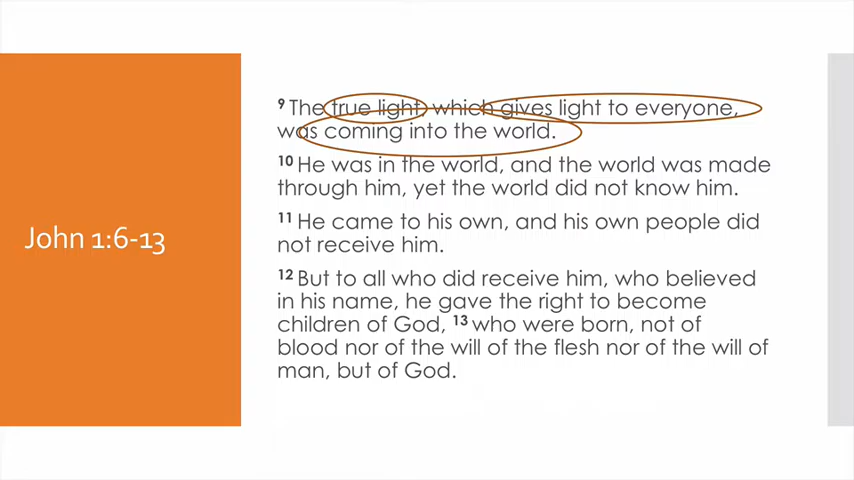 John 1:6-13
9 The true light, which gives light to everyone,
was coming into the world.
10 He was in the world, and the world was made
through him, yet the world did not know him.
11 He came to his own, and his own people did
not receive him.
12 But to all who did receive him, who believed
in his name, he gave the right to become
children of God, 13 who were born, not of
blood nor of the will of the flesh nor of the will of
man, but of God.